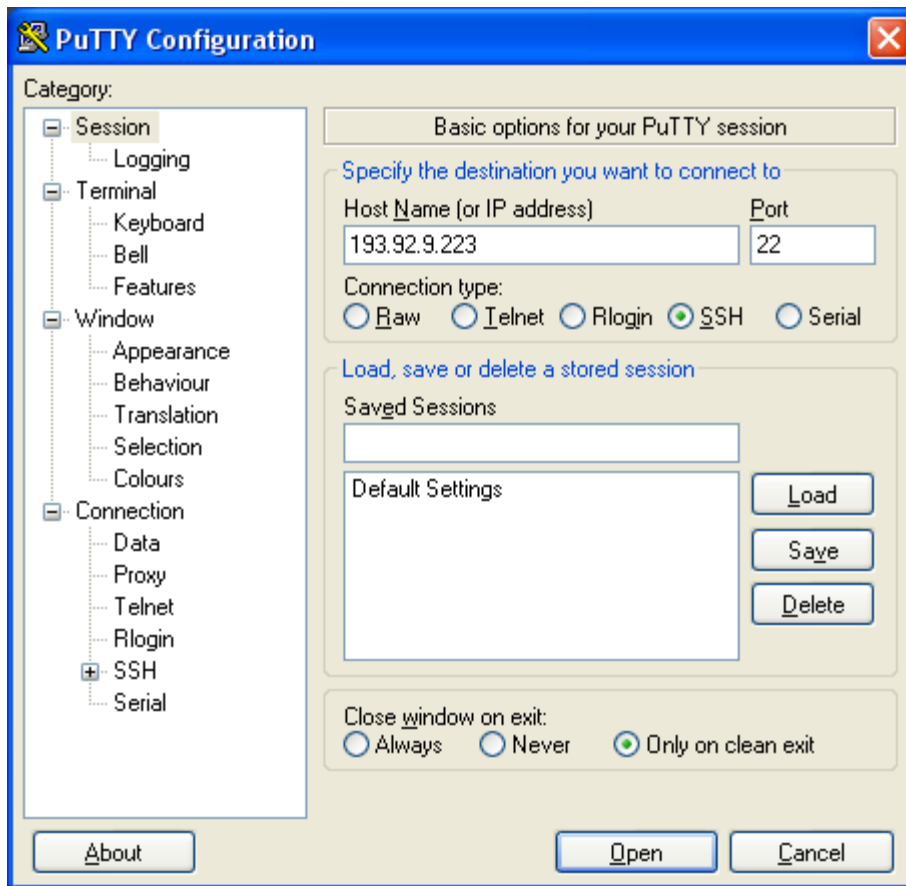 PuTTY Configuration
Category:
Session
Logging
Terminal
Keyboard
Bell
Features
Window
Appearance
Behaviour
Translation
Selection
Colours
Connection
Data
Proxy
Telnet
Rlogin
SSH
Serial
Basic options for your PuTTY session
Specify the destination you want to connect to
Host Name (or IP address) Port
193.92.9.223 22
Connection type:
Raw Telnet Rlogin SSH Serial
Load, save or delete a stored session
Saved Sessions
Default Settings
Load
Save
Delete
Close window on exit:
Always Never Only on clean exit
About Open Cancel